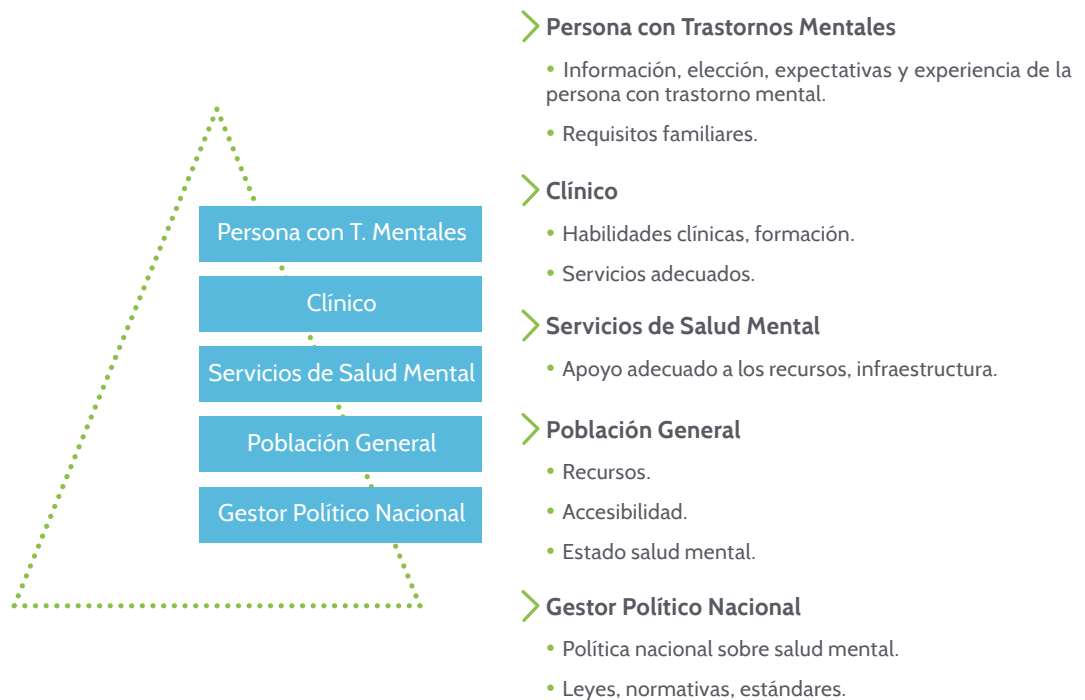 Persona con T. Mentales
Clínico
Servicios de Salud Mental
Población General
Gestor Político Nacional
Persona con Trastornos Mentales
• Información, elección, expectativas y experiencia de la
persona con trastorno mental.
• Requisitos familiares.
Clínico
• Habilidades clínicas, formación.
• Servicios adecuados.
Servicios de Salud Mental
• Apoyo adecuado a los recursos, infraestructura.
Población General
• Recursos.
• Accesibilidad.
• Estado salud mental.
Gestor Político Nacional
• Política nacional sobre salud mental.
• Leyes, normativas, estándares.